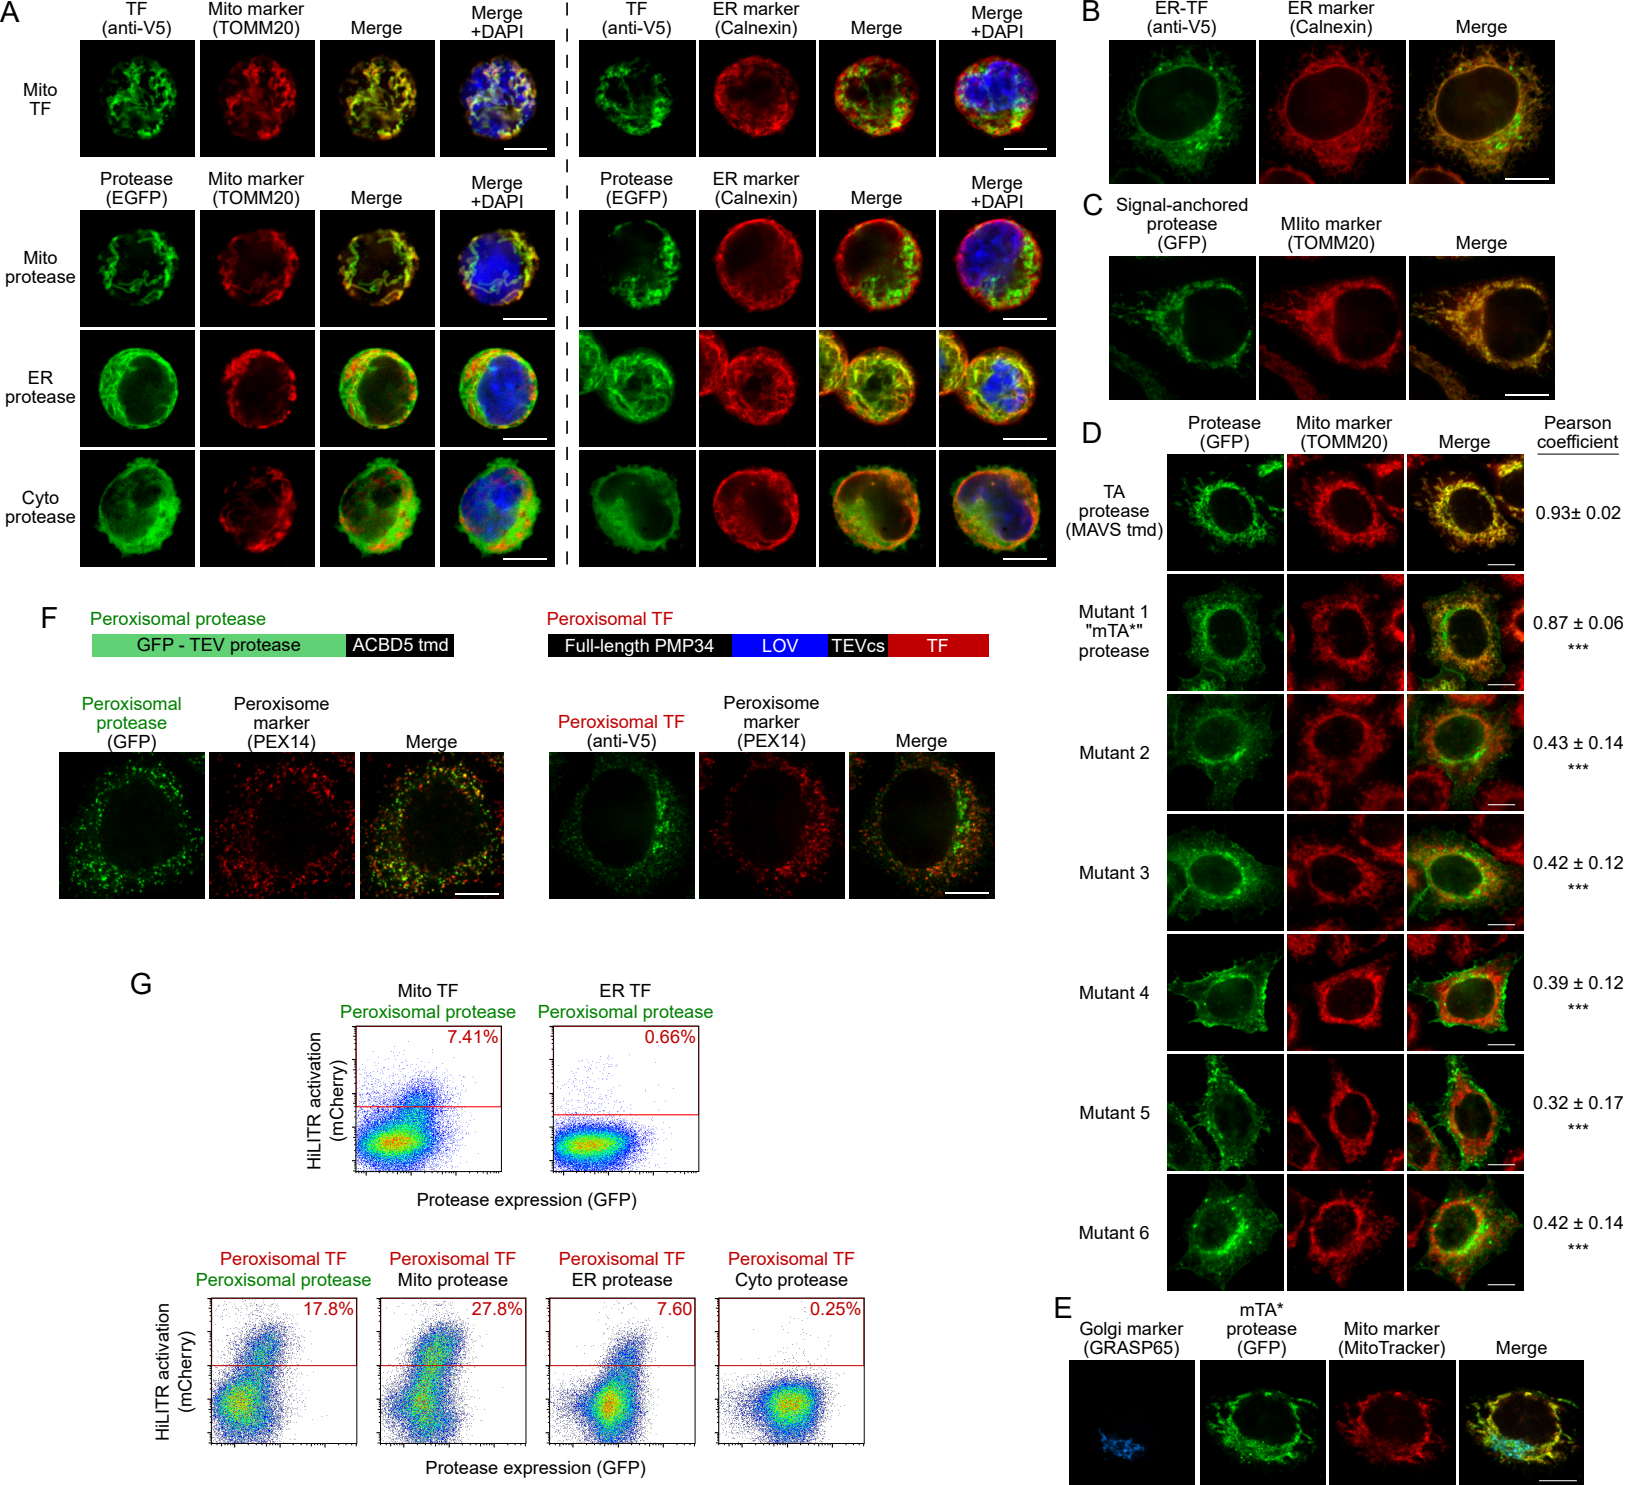 A
TF
(anti-V5)
Mito marker
(TOMM20)
Merge
Merge
+DAPI
TF
(anti-V5)
ER marker
(Calnexin)
Merge
Merge
+DAPI
Mito
TF
Protease
(EGFP)
Mito marker
(TOMM20)
Merge
Merge
+DAPI
Protease
(EGFP)
ER marker
(Calnexin)
Merge
Merge
+DAPI
Mito
protease
ER
protease
Cyto
protease
B
ER-TF
(anti-V5)
ER marker
(Calnexin)
Merge
C
Signal-anchored
protease
(GFP)
MIito marker
(TOMM20)
Merge
D
Protease
(GFP)
Mito marker
(TOMM20)
Merge
Pearson
coefficient
TA
protease
(MAVS tmd)
0.93± 0.02
Mutant 1
"mTA*"
protease
0.87 ± 0.06
***
Mutant 2
0.43 ± 0.14
***
Mutant 3
0.42 ± 0.12
***
Mutant 4
0.39 ± 0.12
***
Mutant 5
0.32 ± 0.17
***
Mutant 6
0.42 ± 0.14
***
E
Golgi marker
(GRASP65)
mTA*
protease
(GFP)
Mito marker
(MitoTracker)
Merge
F
Peroxisomal protease
GFP - TEV protease
ACBD5 tmd
Peroxisomal TF
Full-length PMP34
LOV
TEVcs
TF
Peroxisomal
protease
(GFP)
Peroxisome
marker
(PEX14)
Merge
Peroxisomal TF
(anti-V5)
Peroxisome
marker
(PEX14)
Merge
G
Mito TF
Peroxisomal protease
ER TF
Peroxisomal protease
HiLITR activation
(mCherry)
7.41%
0.66%
Protease expression (GFP)
Peroxisomal TF
Peroxisomal protease
Peroxisomal TF
Mito protease
Peroxisomal TF
ER protease
Peroxisomal TF
Cyto protease
HiLITR activation
(mCherry)
17.8%
27.8%
7.60
0.25%
Protease expression (GFP)